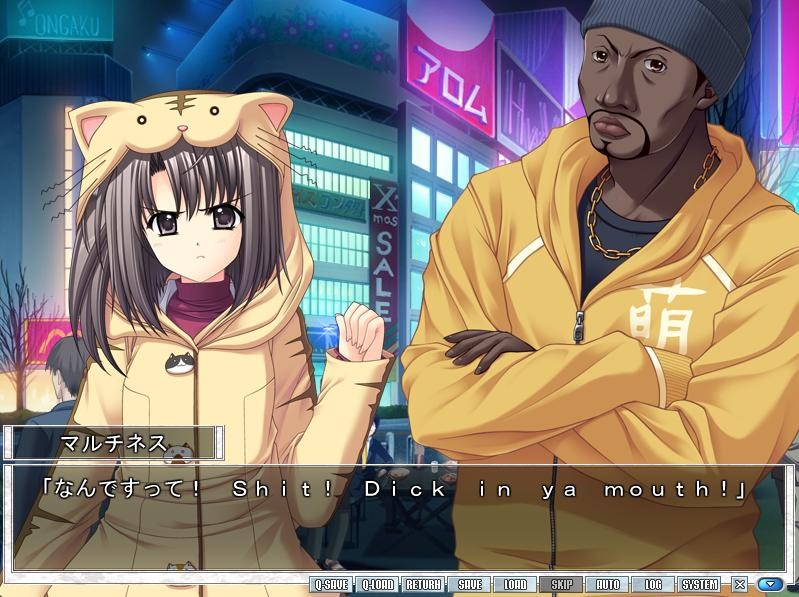 ONGAKU
アロム
X
mas
SALE
萌
マルチネス
「なんですって！　Ｓｈｉｔ！　Ｄｉｃｋ　ｉｎ　ｙａ　ｍｏｕｔｈ！」
Q-SAVE Q-LOAD RETURN SAVE LOAD SKIP AUTO LOG SYSTEM X